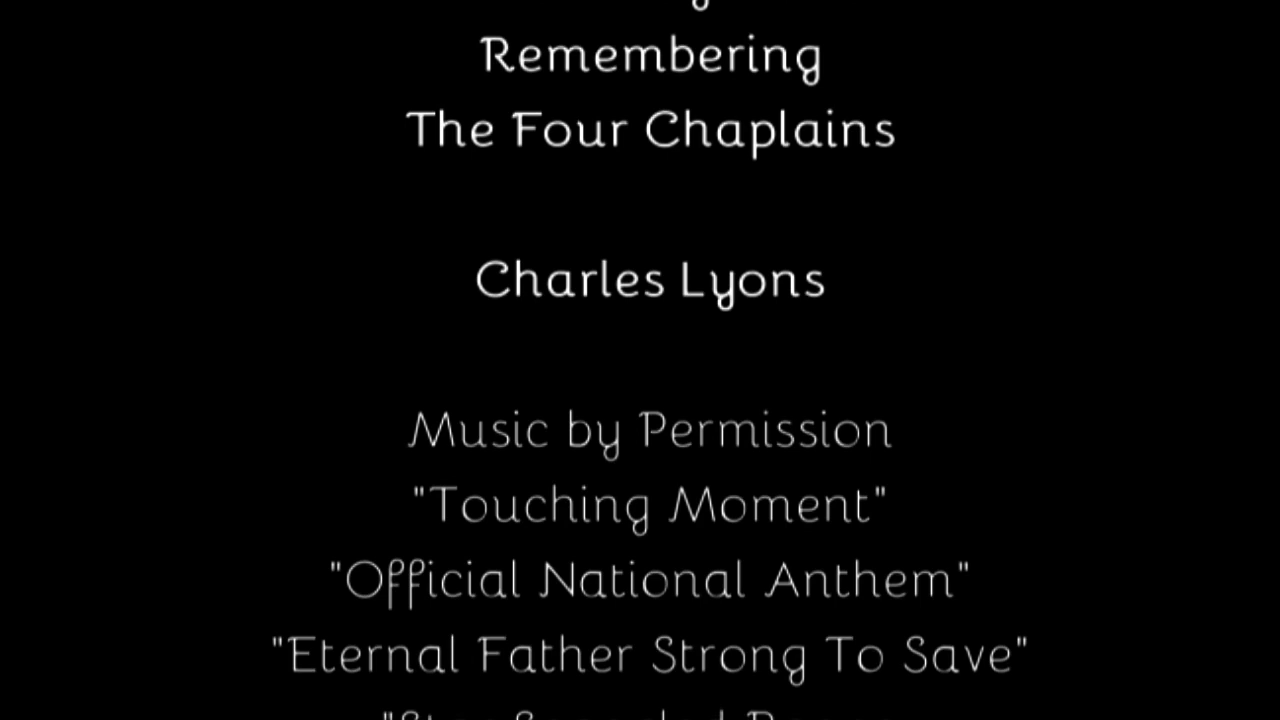 Remembering
The Four Chaplains
Charles Lyons
Music by Permission
"Touching Moment"
"Official National Anthem"
"Eternal Father Strong To Save"